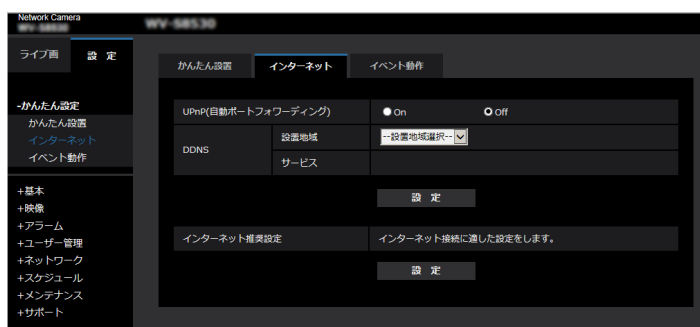 Network Camera
WV-S8530
ライブ画 設 定
かんたん設置 インターネット イベント動作
-かんたん設定
かんたん設置
インターネット
イベント動作
+基本
+映像
+アラーム
+ユーザー管理
+ネットワーク
+スケジュール
+メンテナンス
+サポート
UPnP(自動ポートフォワーディング) On Off
DDNS 設置地域 --設置地域選択--
サービス
設 定
インターネット推奨設定 インターネット接続に適した設定をします。
設 定